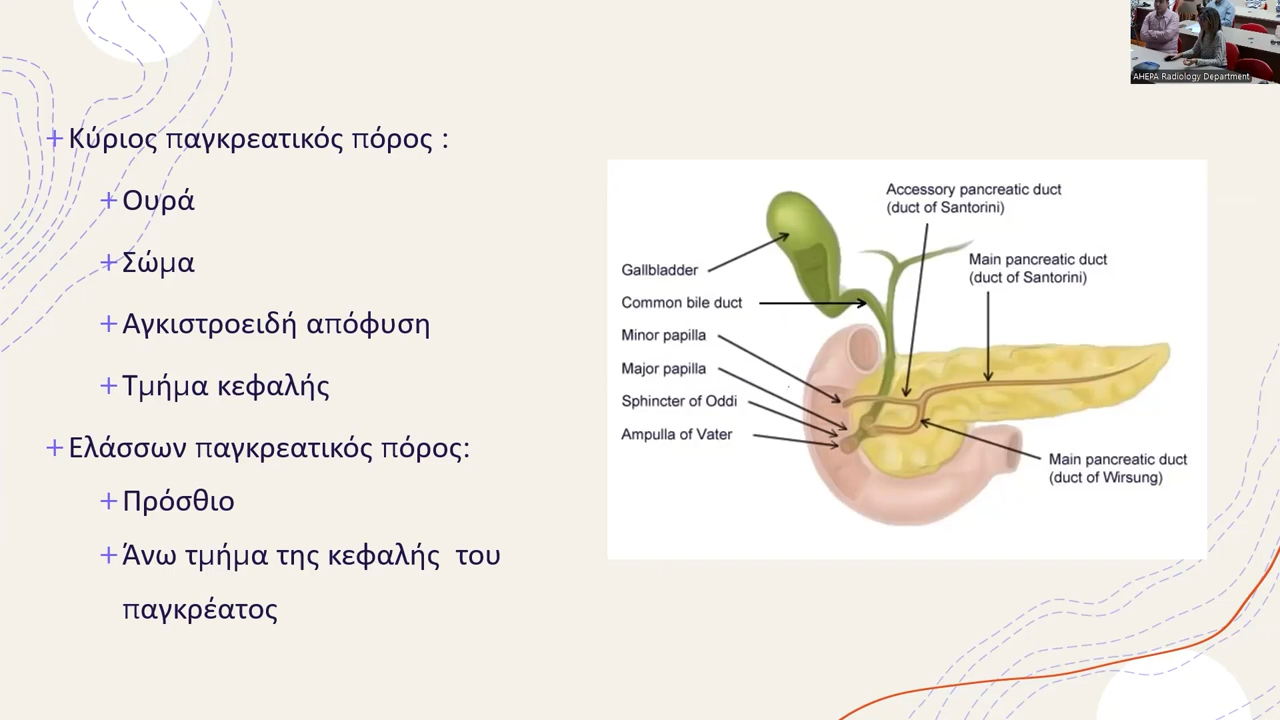 AHEPA Radiology Department
+Κύριος παγκρεατικός πόρος :
+Ουρά
+Σώμα
+Αγκιστροειδή απόφυση
+Τμήμα κεφαλής
+Ελάσσων παγκρεατικός πόρος:
+Πρόσθιο
+Άνω τμήμα της κεφαλής του
παγκρέατος
Accessory pancreatic duct
(duct of Santorini)
Main pancreatic duct
(duct of Santorini)
Gallbladder
Common bile duct
Minor papilla
Major papilla
Sphincter of Oddi
Ampulla of Vater
Main pancreatic duct
(duct of Wirsung)